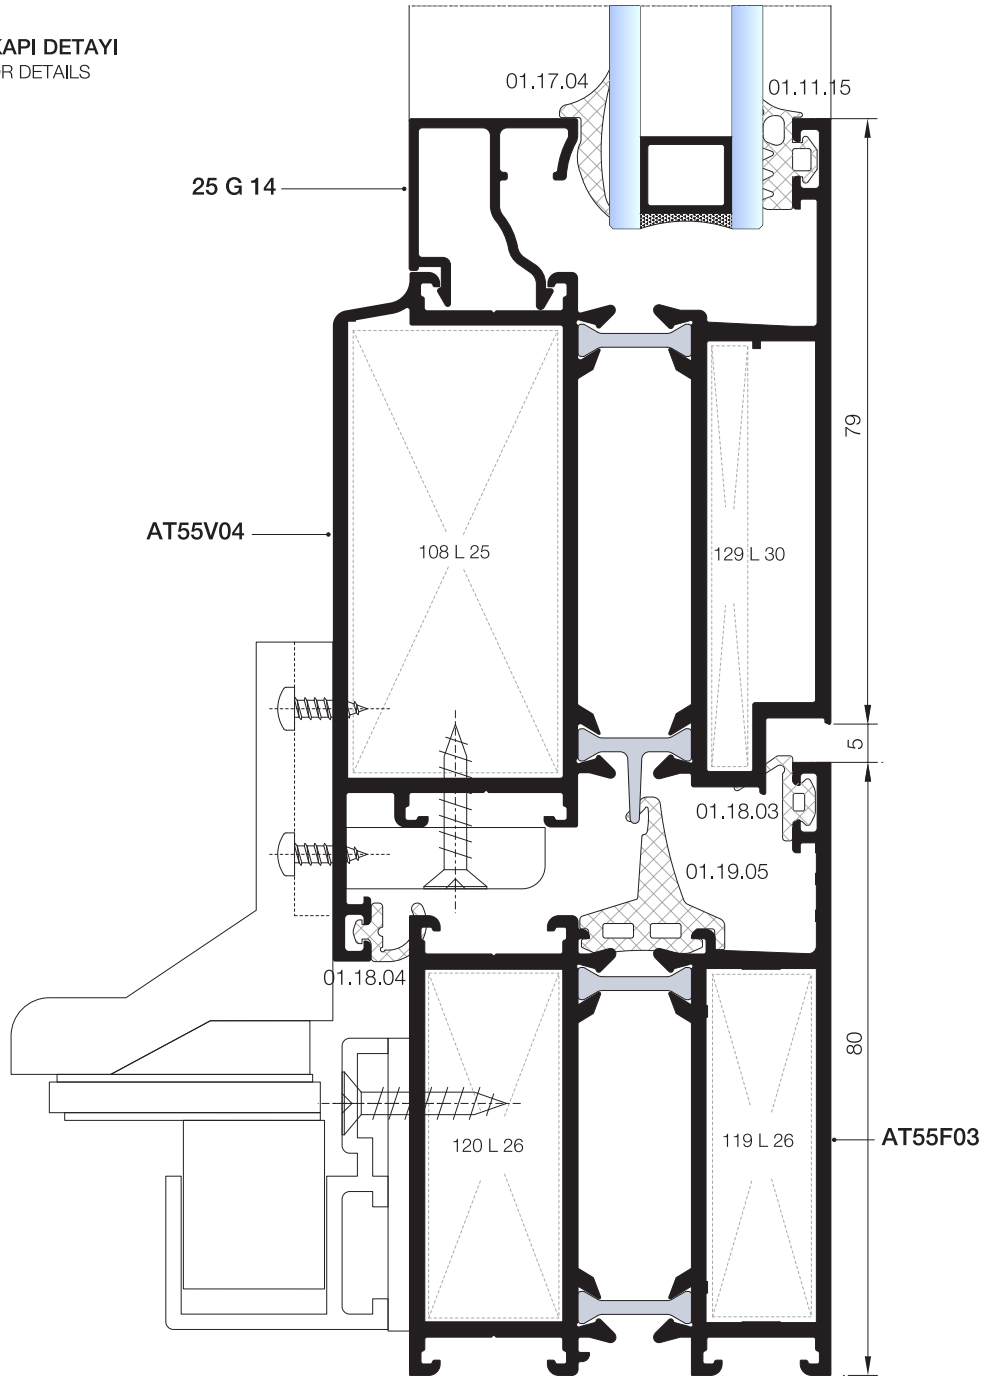 KAPI DETAYI
OR DETAILS
01.17.04
01.11.15
25 G 14
79
AT55V04
108 L 25
129 L 30
5
01.18.03
01.19.05
01.18.04
80
120 L 26
119 L 26
AT55F03